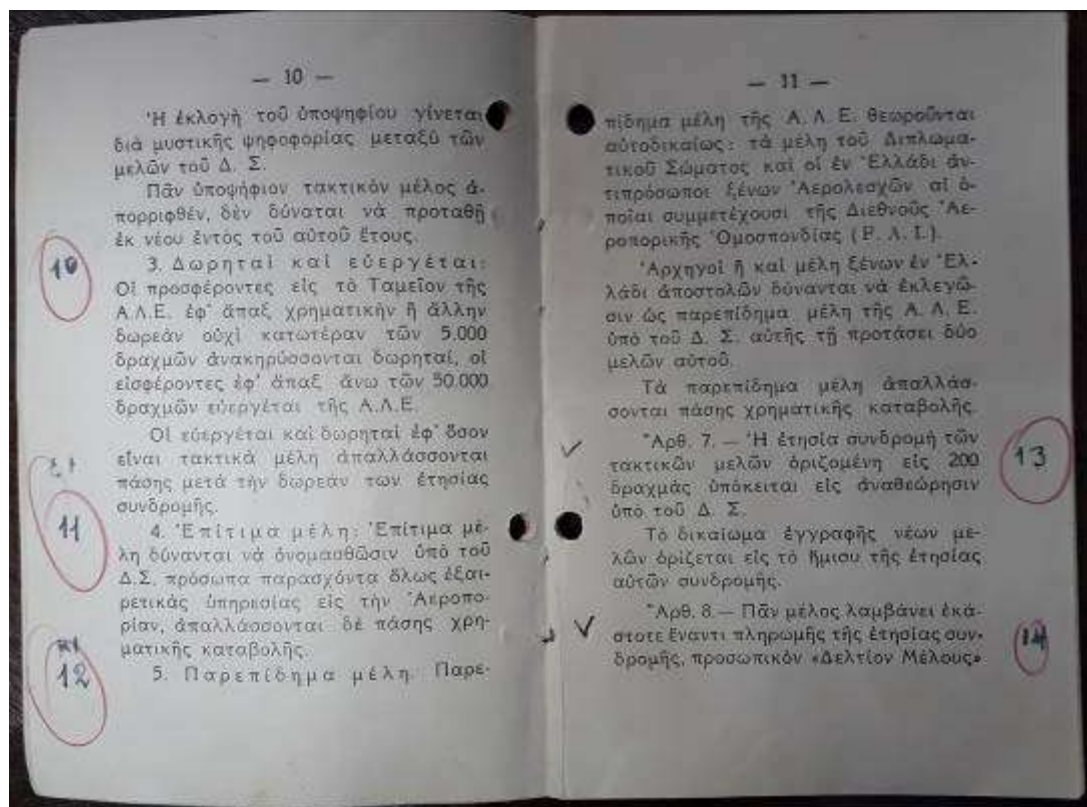 — 10 —
Ἡ ἐκλογὴ τοῦ ὑποψηφίου γίνεται
διὰ μυστικῆς ψηφοφορίας μεταξὺ τῶν
μελῶν τοῦ Δ. Σ.
Πᾶν ὑποψήφιον τακτικὸν μέλος ἀ-
πορριφθέν, δὲν δύναται νὰ προταθῇ
ἐκ νέου ἐντὸς τοῦ αὐτοῦ ἔτους.
10
3. Δωρηταὶ καὶ εὐεργέται:
Οἱ προσφέροντες εἰς τὸ Ταμεῖον τῆς
Α.Λ.Ε. ἐφ' ἅπαξ χρηματικὴν ἢ ἄλλην
δωρεὰν οὐχὶ κατωτέραν τῶν 5.000
δραχμῶν ἀνακηρύσσονται δωρηταί, οἱ
εἰσφέροντες ἐφ' ἅπαξ ἄνω τῶν 50.000
δραχμῶν εὐεργέται τῆς Α.Λ.Ε.
Οἱ εὐεργέται καὶ δωρηταὶ ἐφ' ὅσον
εἶναι τακτικὰ μέλη ἀπαλλάσσονται
πάσης μετὰ τὴν δωρεάν των ἐτησίας
συνδρομῆς.
11
4. Ἐπίτιμα μέλη: Ἐπίτιμα μέ-
λη δύνανται νὰ ὀνομασθῶσιν ὑπὸ τοῦ
Δ.Σ. πρόσωπα παρασχόντα ὅλως ἐξαι-
ρετικὰς ὑπηρεσίας εἰς τὴν Ἀεροπο-
ρίαν, ἀπαλλάσσονται δὲ πάσης χρη-
ματικῆς καταβολῆς.
12
5. Παρεπίδημα μέλη Παρε-
— 11 —
πίδημα μέλη τῆς Α. Λ. Ε. θεωροῦνται
αὐτοδικαίως: τὰ μέλη τοῦ Διπλωμα-
τικοῦ Σώματος καὶ οἱ ἐν Ἑλλάδι ἀν-
τιπρόσωποι ξένων Ἀερολεσχῶν αἱ ὁ-
ποῖαι συμμετέχουσι τῆς Διεθνοῦς Ἀε-
ροπορικῆς Ὁμοσπονδίας (F. A. I.).
Ἀρχηγοὶ ἢ καὶ μέλη ξένων ἐν Ἑλ-
λάδι ἀποστολῶν δύνανται νὰ ἐκλεγῶ-
σιν ὡς παρεπίδημα μέλη τῆς Α. Λ. Ε.
ὑπὸ τοῦ Δ. Σ. αὐτῆς τῇ προτάσει δύο
μελῶν αὐτοῦ.
Τὰ παρεπίδημα μέλη ἀπαλλάσ-
σονται πάσης χρηματικῆς καταβολῆς.
Ἄρθ. 7. — Ἡ ἐτησία συνδρομὴ τῶν
τακτικῶν μελῶν ὁριζομένη εἰς 200
δραχμὰς ὑπόκειται εἰς ἀναθεώρησιν
ὑπὸ τοῦ Δ. Σ.
13
Τὸ δικαίωμα ἐγγραφῆς νέων με-
λῶν ὁρίζεται εἰς τὸ ἥμισυ τῆς ἐτησίας
αὐτῶν συνδρομῆς.
Ἄρθ. 8. — Πᾶν μέλος λαμβάνει ἑκά-
στοτε ἔναντι πληρωμῆς τῆς ἐτησίας συν-
δρομῆς, προσωπικὸν «Δελτίον Μέλους»
14